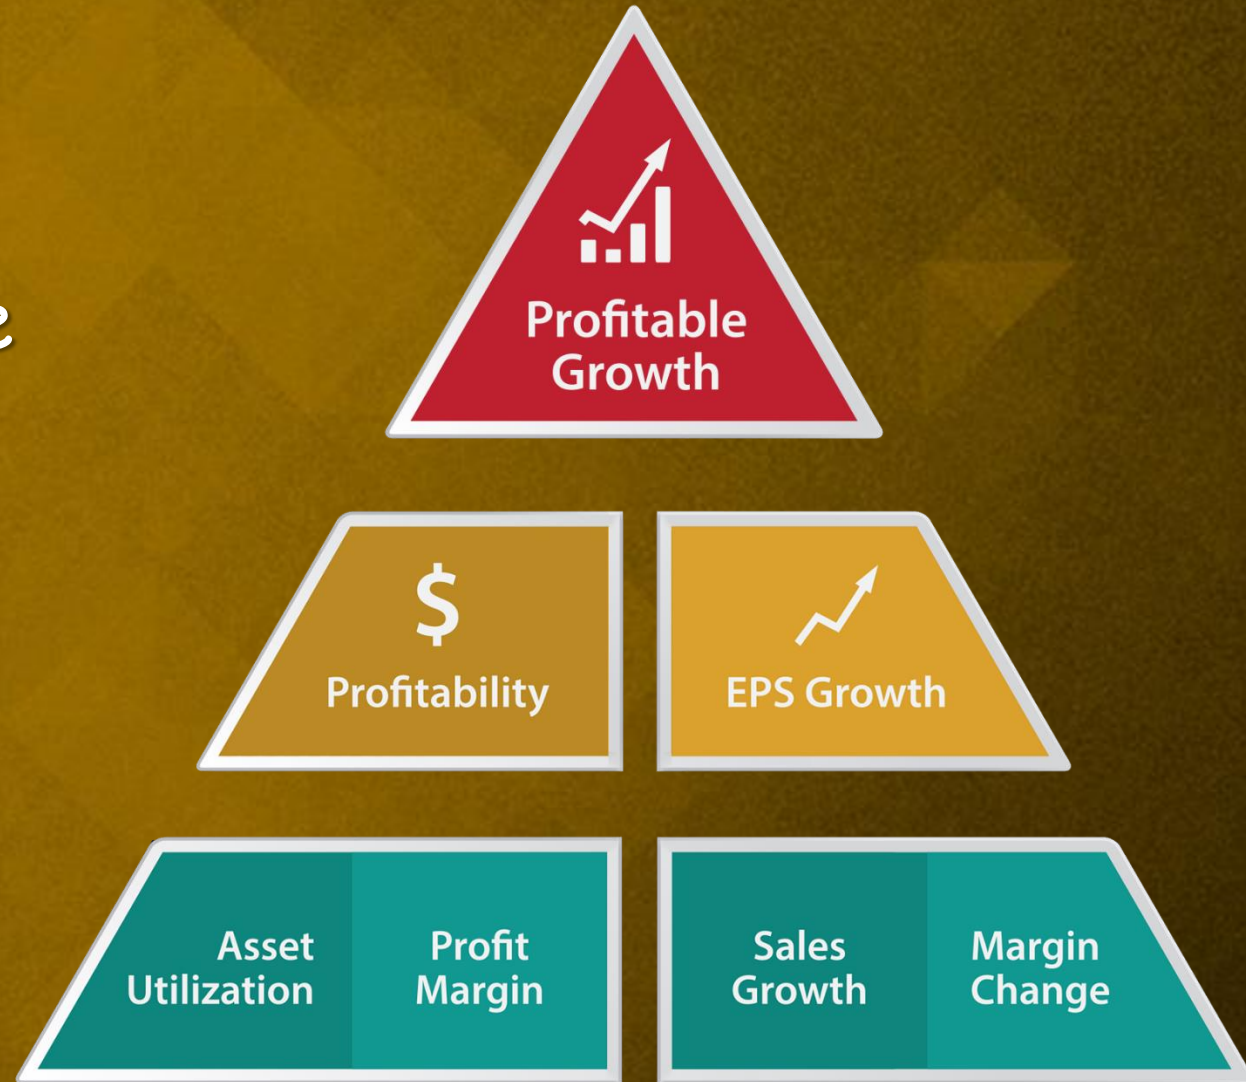 Profitable
Growth
$
Profitability
EPS Growth
Asset
Utilization
Profit
Margin
Sales
Growth
Margin
Change